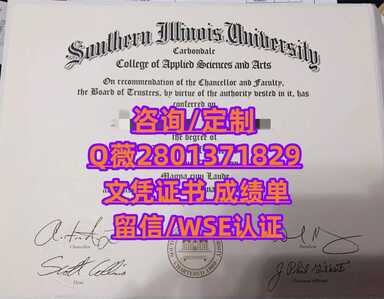 Southern Illinois University
Carbondale
College of Applied Sciences and Arts
On recommendation of the Chancellor and Faculty,
the Board of Trustees, by virtue of the authority vested in it, has
conferred on
咨询/定制
the degree of
Q薇2801371829
文凭证书 成绩单
Magna cum Laude
留信/WSE认证
Chancellor
President
Dean